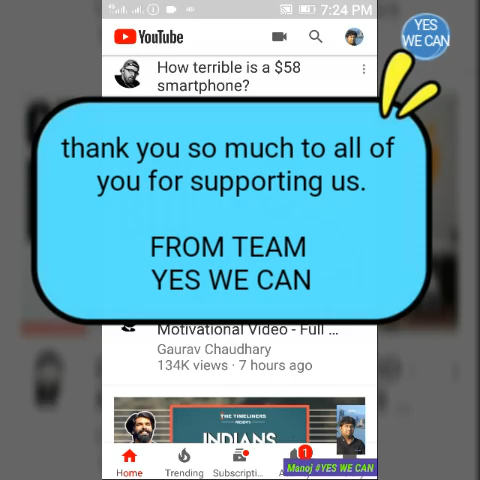 7:24 PM
YouTube
YES
WE CAN
How terrible is a $58
smartphone?
thank you so much to all of
you for supporting us.
FROM TEAM
YES WE CAN
Motivational Video - Full ...
Gaurav Chaudhary
134K views · 7 hours ago
THE TIMELINERS
PRESENTS
INDIANS
1
Home
Trending
Subscripti...
Manoj #YES WE CAN